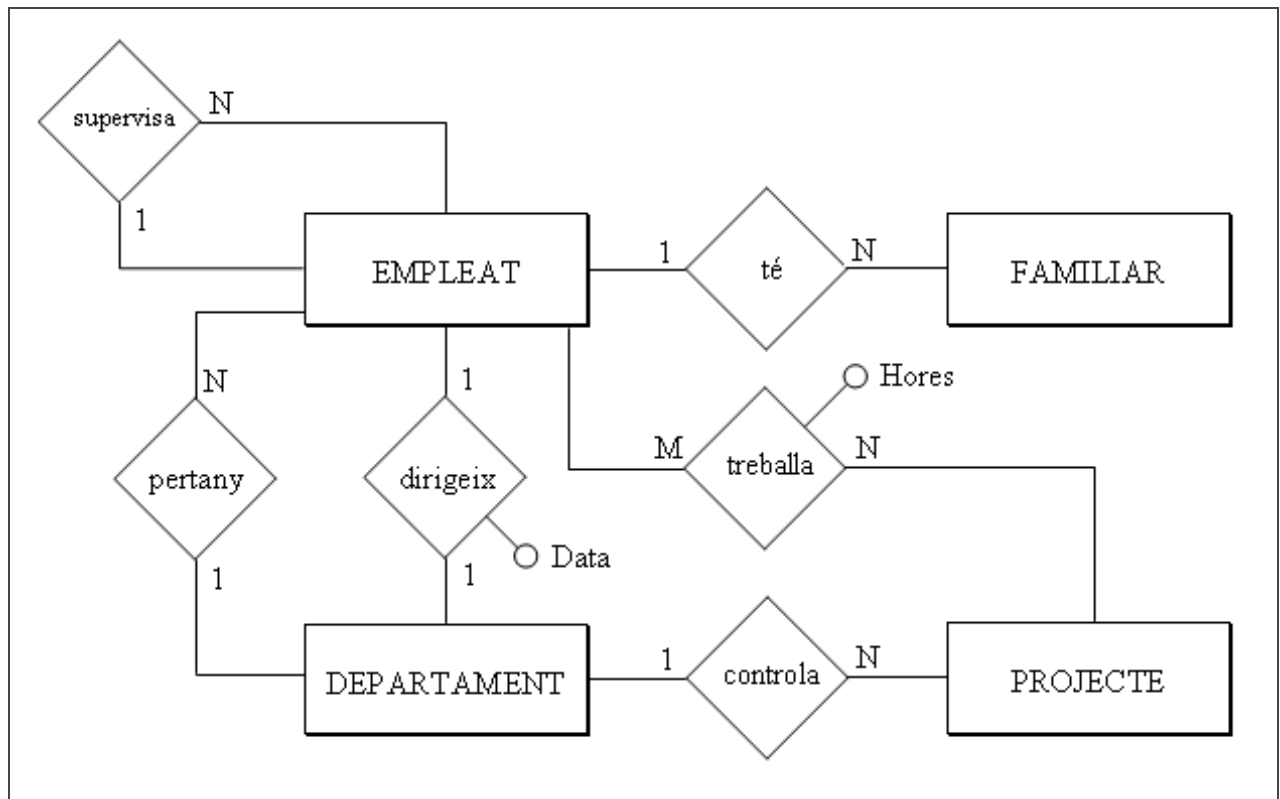 supervisa
N
1
EMPLEAT
1
té
N
FAMILIAR
N
pertany
1
1
dirigeix
Data
1
Hores
M
treballa
N
DEPARTAMENT
1
controla
N
PROJECTE